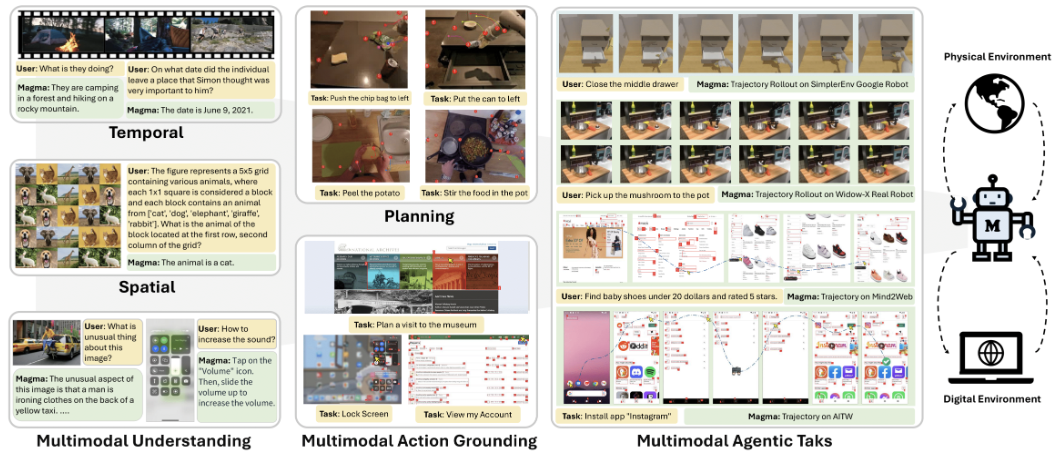 User: What is they doing?
Magma: They are camping
in a forest and hiking on a
rocky mountain.
User: On what date did the individual
leave a place that Simon thought was
very important to him?
Magma: The date is June 9, 2021.
Temporal
User: The figure represents a 5x5 grid
containing various animals, where
each 1x1 square is considered a block
and each block contains an animal
from ['cat', 'dog', 'elephant', 'giraffe',
'rabbit']. What is the animal of the
block located at the first row, second
column of the grid?
Magma: The animal is a cat.
Spatial
User: What is
unusual thing
about this
image?
Magma: The unusual aspect of
this image is that a man is
ironing clothes on the back of a
yellow taxi. ....
User: How to
increase the sound?
Magma: Tap on the
"Volume" icon.
Then, slide the
volume up to
increase the volume.
Multimodal Understanding
Task: Push the chip bag to left
Task: Put the can to left
Task: Peel the potato
Task: Stir the food in the pot
Planning
Task: Plan a visit to the museum
Task: Lock Screen
Task: View my Account
Multimodal Action Grounding
User: Close the middle drawer
Magma: Trajectory Rollout on SimplerEnv Google Robot
User: Pick up the mushroom to the pot
Magma: Trajectory Rollout on Widow-X Real Robot
User: Find baby shoes under 20 dollars and rated 5 stars.
Magma: Trajectory on Mind2Web
Task: Install app "Instagram"
Magma: Trajectory on AITW
Multimodal Agentic Taks
Physical Environment
M
Digital Environment